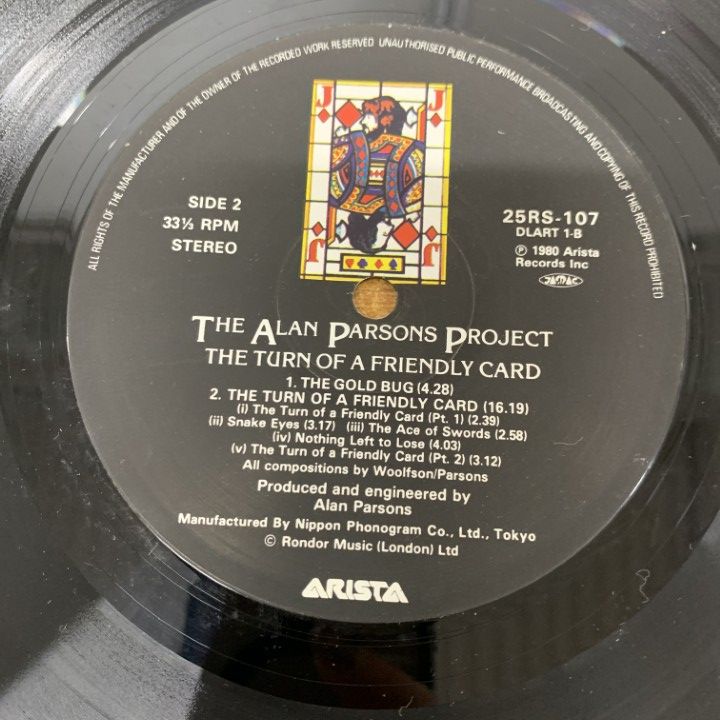 ALL RIGHTS OF THE MANUFACTURER AND OF THE OWNER OF THE RECORDED WORK RESERVED UNAUTHORISED PUBLIC PERFORMANCE BROADCASTING AND COPYING OF THIS RECORD PROHIBITED
J J
SIDE 2
33⅓ RPM
STEREO
25RS-107
DLART 1-B
℗ 1980 Arista
Records Inc
JASRAC
J J
THE ALAN PARSONS PROJECT
THE TURN OF A FRIENDLY CARD
1. THE GOLD BUG (4.28)
2. THE TURN OF A FRIENDLY CARD (16.19)
(i) The Turn of a Friendly Card (Pt. 1) (2.39)
(ii) Snake Eyes (3.17) (iii) The Ace of Swords (2.58)
(iv) Nothing Left to Lose (4.03)
(v) The Turn of a Friendly Card (Pt. 2) (3.12)
All compositions by Woolfson/Parsons
Produced and engineered by
Alan Parsons
Manufactured By Nippon Phonogram Co., Ltd., Tokyo
© Rondor Music (London) Ltd
ARISTA